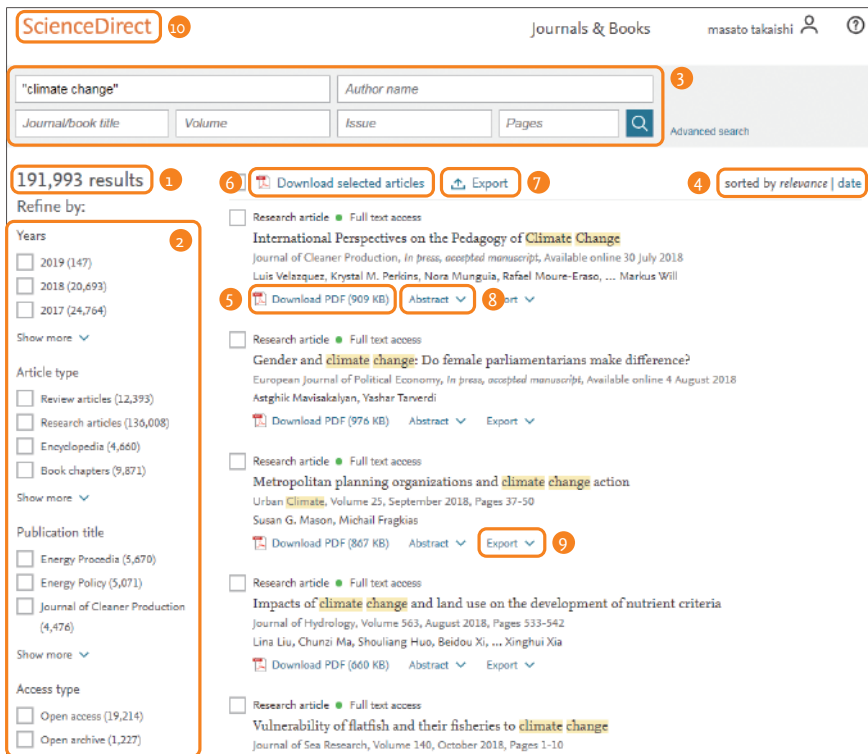 ScienceDirect 10
Journals & Books
masato takaishi
?
"climate change"
Author name
3
Journal/book title
Volume
Issue
Pages
Advanced search
191,993 results 1
6 Download selected articles
Export 7
4 sorted by relevance | date
Refine by:
2
Years
2019 (147)
2018 (20,693)
2017 (24,764)
Show more
Article type
Review articles (12,393)
Research articles (136,008)
Encyclopedia (4,660)
Book chapters (9,871)
Show more
Publication title
Energy Procedia (5,670)
Energy Policy (5,071)
Journal of Cleaner Production
(4,476)
Show more
Access type
Open access (19,214)
Open archive (1,227)
Research article ● Full text access
International Perspectives on the Pedagogy of Climate Change
Journal of Cleaner Production, In press, accepted manuscript, Available online 30 July 2018
Luis Velazquez, Krystal M. Perkins, Nora Munguia, Rafael Moure-Eraso, ... Markus Will
5 Download PDF (909 KB) Abstract 8
Research article ● Full text access
Gender and climate change: Do female parliamentarians make difference?
European Journal of Political Economy, In press, accepted manuscript, Available online 4 August 2018
Astghik Mavisakalyan, Yashar Tarverdi
Download PDF (976 KB) Abstract Export
Research article ● Full text access
Metropolitan planning organizations and climate change action
Urban Climate, Volume 25, September 2018, Pages 37-50
Susan G. Mason, Michail Fragkias
Download PDF (867 KB) Abstract Export 9
Research article ● Full text access
Impacts of climate change and land use on the development of nutrient criteria
Journal of Hydrology, Volume 563, August 2018, Pages 533-542
Lina Liu, Chunzi Ma, Shouliang Huo, Beidou Xi, ... Xinghui Xia
Download PDF (660 KB) Abstract Export
Research article ● Full text access
Vulnerability of flatfish and their fisheries to climate change
Journal of Sea Research, Volume 140, October 2018, Pages 1-10